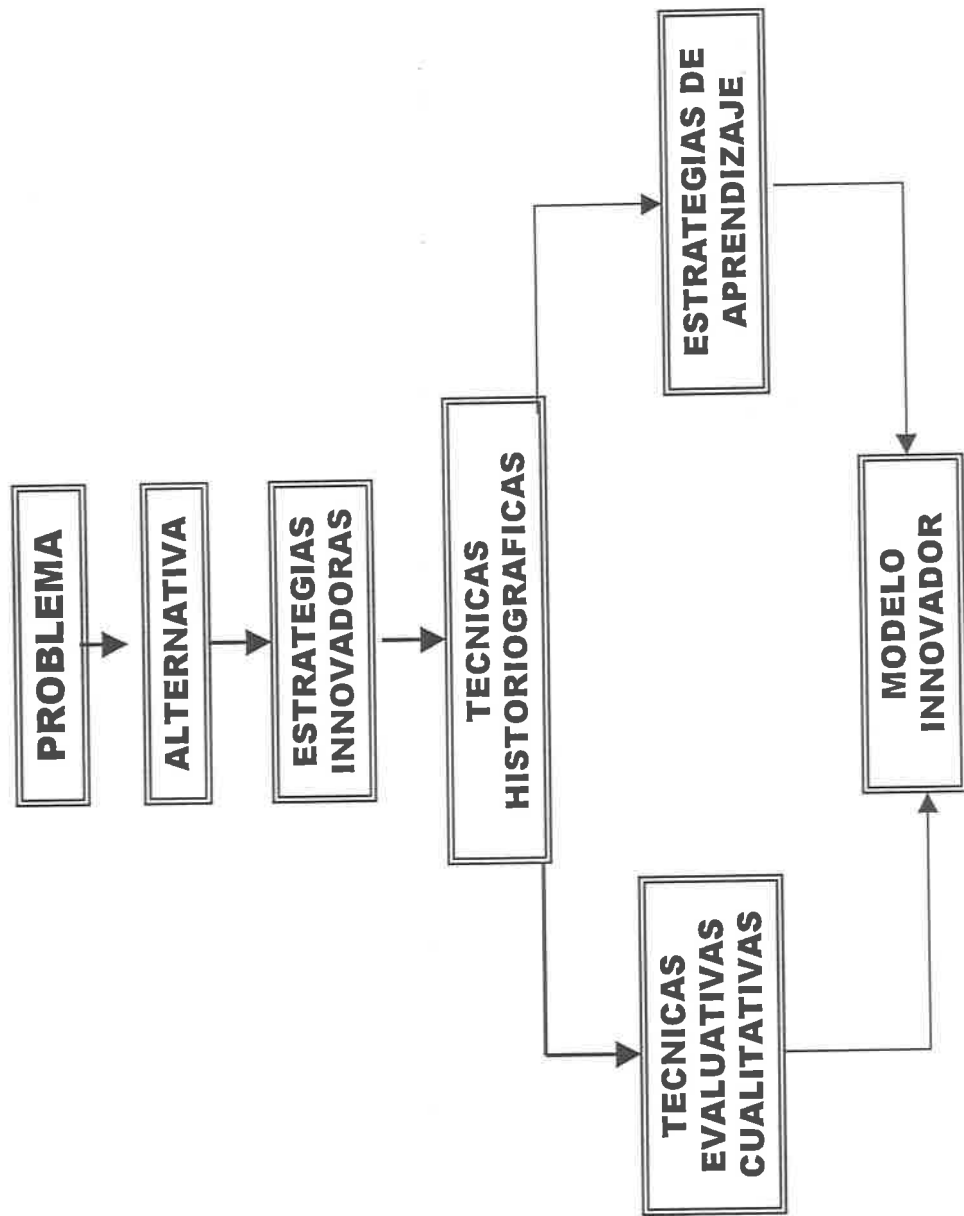 PROBLEMA
ALTERNATIVA
ESTRATEGIAS
INNOVADORAS
TECNICAS
HISTORIOGRAFICAS
TECNICAS
EVALUATIVAS
CUALITATIVAS
ESTRATEGIAS DE
APRENDIZAJE
MODELO
INNOVADOR